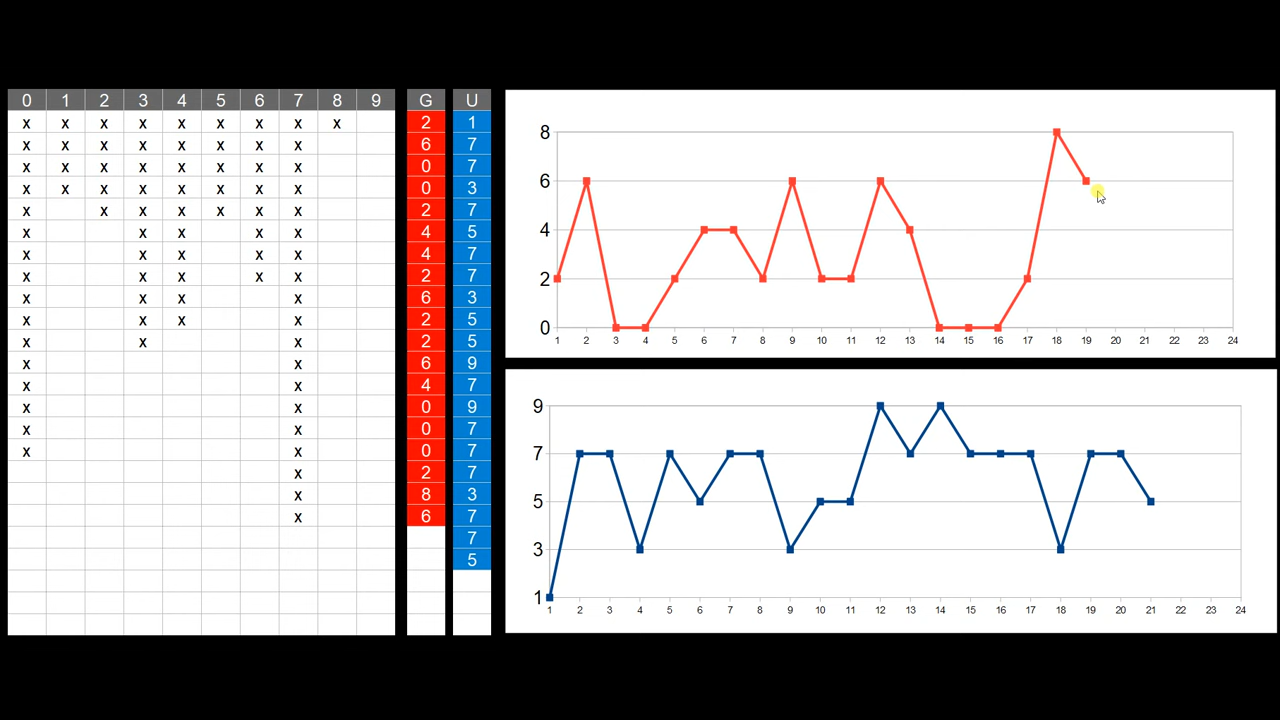 0 1 2 3 4 5 6 7 8 9 G U
x x x x x x x x x 2 1
x x x x x x x x 6 7
x x x x x x x x 0 7
x x x x x x x x 0 3
x x x x x x x 2 7
x x x x x 4 5
x x x x x 4 7
x x x x x 2 7
x x x x 6 3
x x x x 2 5
x x x 2 5
x x 6 9
x x 4 7
x x 0 9
x x 0 7
x x 0 7
x 2 7
x 8 3
x 6 7
7
5
8
6
4
2
0
1 2 3 4 5 6 7 8 9 10 11 12 13 14 15 16 17 18 19 20 21 22 23 24
9
7
5
3
1
1 2 3 4 5 6 7 8 9 10 11 12 13 14 15 16 17 18 19 20 21 22 23 24